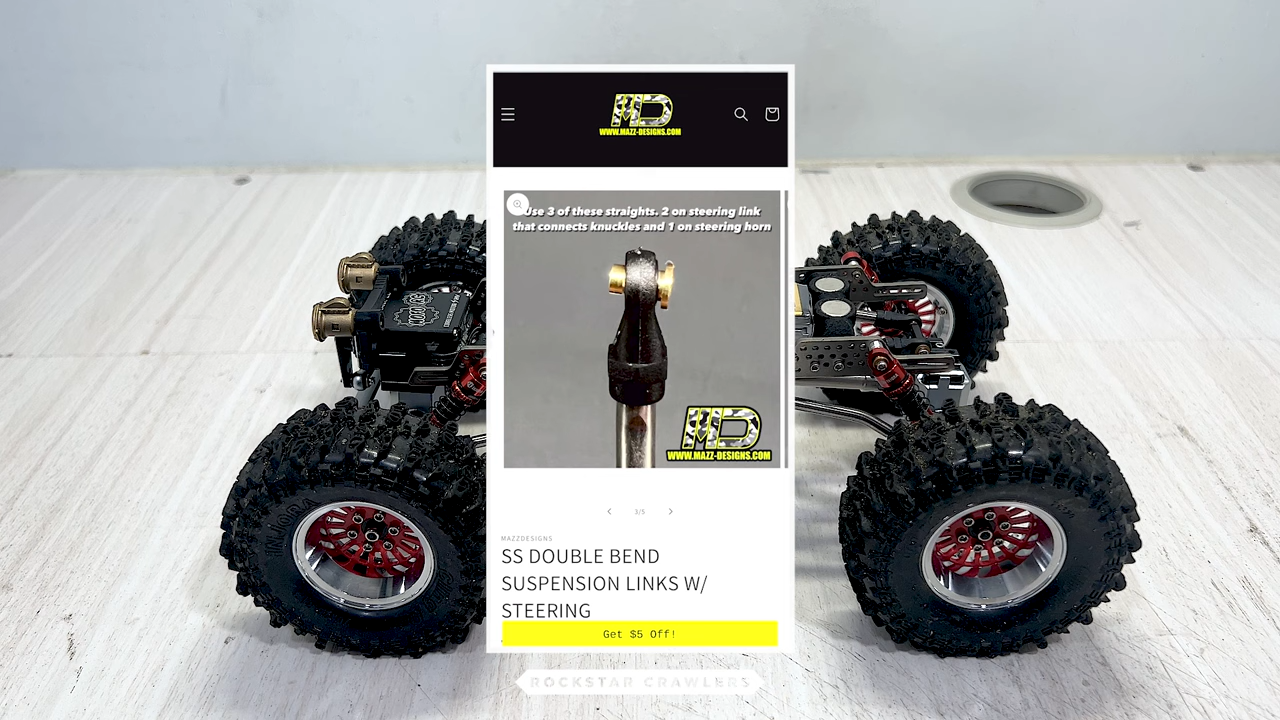 MD
WWW.MAZZ-DESIGNS.COM
Use 3 of these straights. 2 on steering link
that connects knuckles and 1 on steering horn
MD
WWW.MAZZ-DESIGNS.COM
3/5
MAZZDESIGNS
SS DOUBLE BEND
SUSPENSION LINKS W/
STEERING
Get $5 Off!
INJORA
ROCKSTAR CRAWLERS